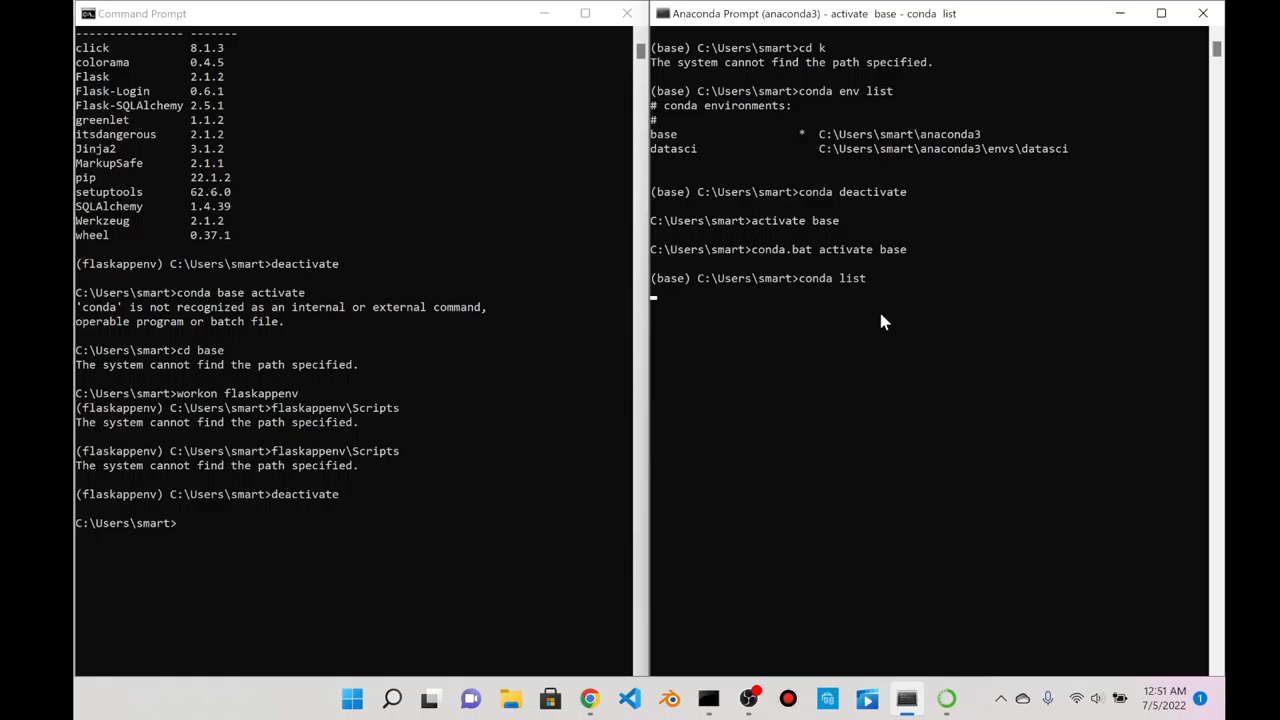 Command Prompt
--------------- -------
click 8.1.3
colorama 0.4.5
Flask 2.1.2
Flask-Login 0.6.1
Flask-SQLAlchemy 2.5.1
greenlet 1.1.2
itsdangerous 2.1.2
Jinja2 3.1.2
MarkupSafe 2.1.1
pip 22.1.2
setuptools 62.6.0
SQLAlchemy 1.4.39
Werkzeug 2.1.2
wheel 0.37.1
(flaskappenv) C:\Users\smart>deactivate
C:\Users\smart>conda base activate
'conda' is not recognized as an internal or external command,
operable program or batch file.
C:\Users\smart>cd base
The system cannot find the path specified.
C:\Users\smart>workon flaskappenv
(flaskappenv) C:\Users\smart>flaskappenv\Scripts
The system cannot find the path specified.
(flaskappenv) C:\Users\smart>flaskappenv\Scripts
The system cannot find the path specified.
(flaskappenv) C:\Users\smart>deactivate
C:\Users\smart>
Anaconda Prompt (anaconda3) - activate base - conda list
(base) C:\Users\smart>cd k
The system cannot find the path specified.
(base) C:\Users\smart>conda env list
# conda environments:
#
base * C:\Users\smart\anaconda3
datasci C:\Users\smart\anaconda3\envs\datasci
(base) C:\Users\smart>conda deactivate
C:\Users\smart>activate base
C:\Users\smart>conda.bat activate base
(base) C:\Users\smart>conda list
12:51 AM
7/5/2022
1